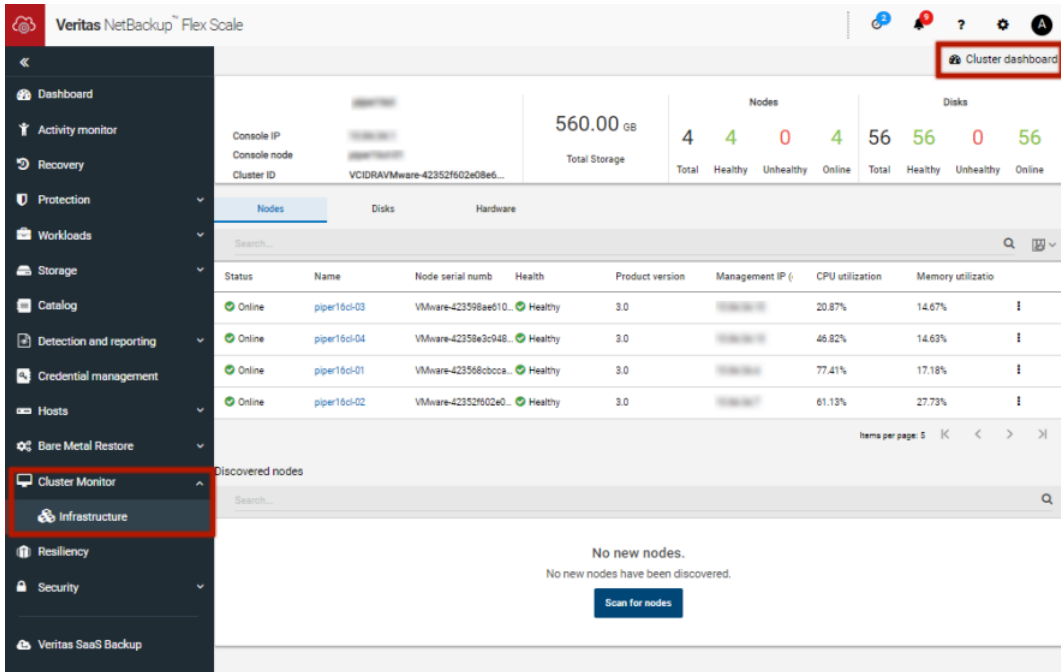 Veritas NetBackup™ Flex Scale
2
9
?
A
Cluster dashboard
Dashboard
Activity monitor
Recovery
Protection
Workloads
Storage
Catalog
Detection and reporting
Credential management
Hosts
Bare Metal Restore
Cluster Monitor
Infrastructure
Resiliency
Security
Veritas SaaS Backup
Console IP
Console node
Cluster ID VCIDRAVMware-42352f602e08e6...
560.00 GB
Total Storage
Nodes
4 4 0 4
Total Healthy Unhealthy Online
Disks
56 56 0 56
Total Healthy Unhealthy Online
Nodes Disks Hardware
Search...
Status Name Node serial numb Health Product version Management IP ( CPU utilization Memory utilizatio
Online piper16cl-03 VMware-423598ae610... Healthy 3.0 20.87% 14.67%
Online piper16cl-04 VMware-42358e3c948... Healthy 3.0 46.82% 14.63%
Online piper16cl-01 VMware-423568cbcca... Healthy 3.0 77.41% 17.18%
Online piper16cl-02 VMware-42352f602e0... Healthy 3.0 61.13% 27.73%
Items per page: 5
Discovered nodes
Search...
No new nodes.
No new nodes have been discovered.
Scan for nodes